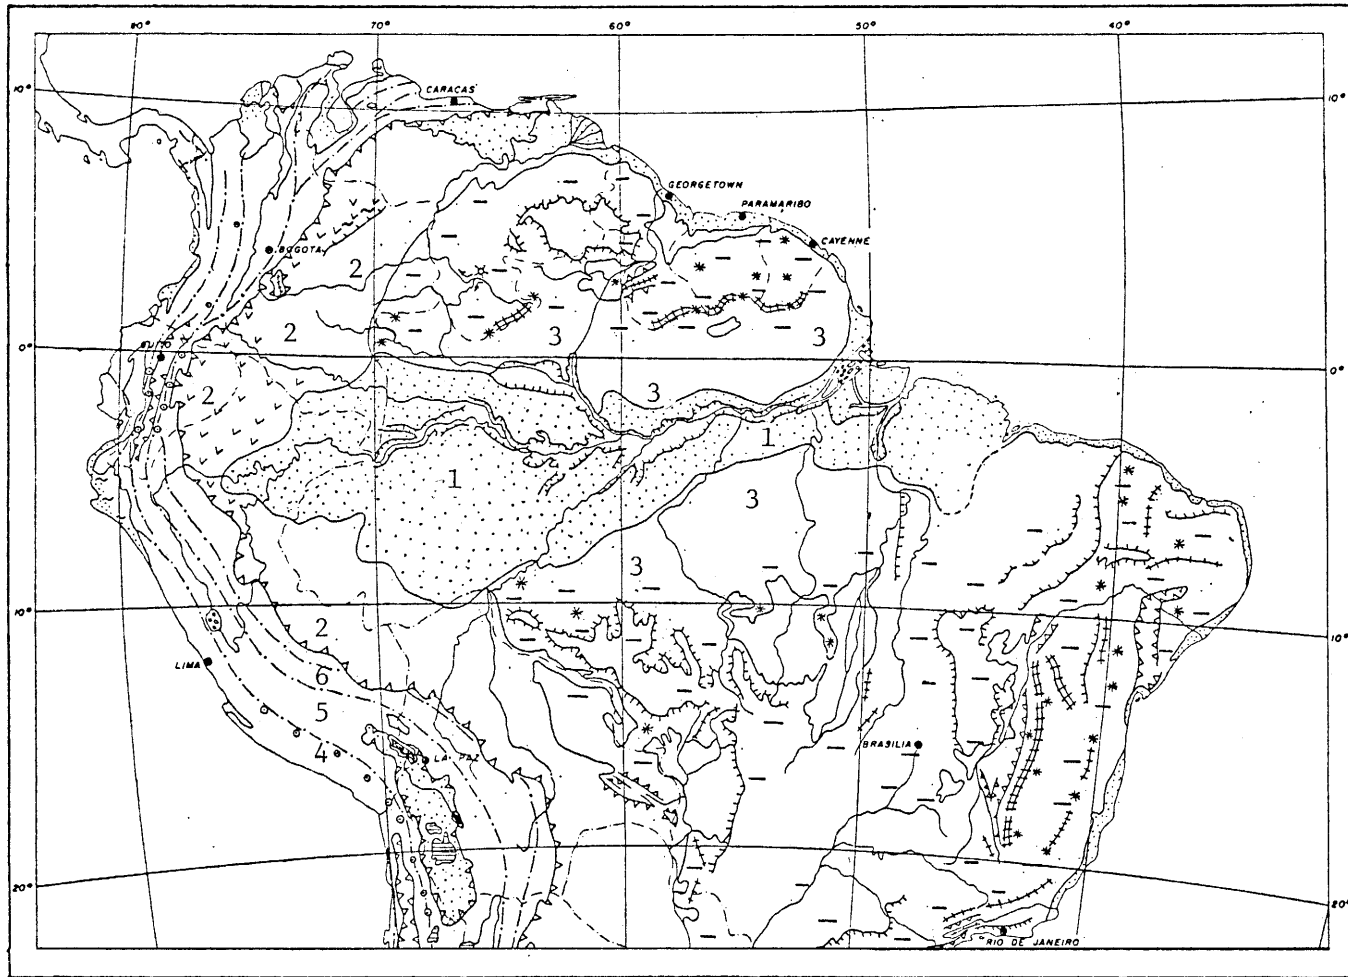 80° 70° 60° 50° 40°
10° CARACAS 10°
GEORGETOWN
PARAMARIBO
CAYENNE
BOGOTA
2
2 3 3
0° 0°
2 3
1
1 3
3
10° 10°
2
LIMA
6
5
BRASILIA
4 LA PAZ
20° 20°
RIO DE JANEIRO